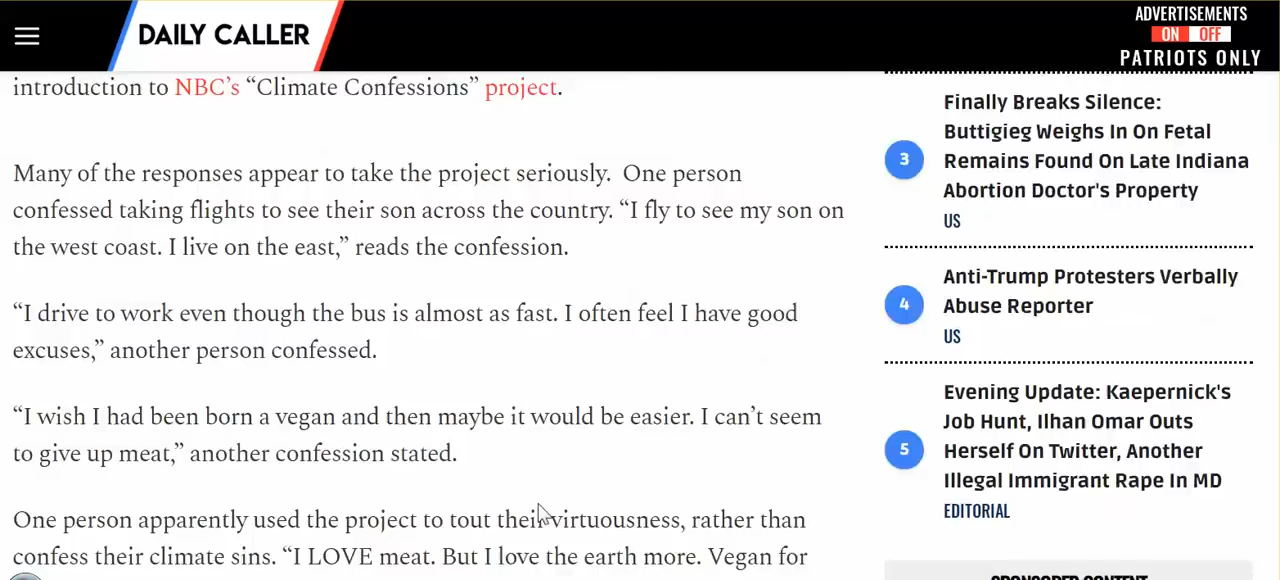 DAILY CALLER
ADVERTISEMENTS
ON OFF
PATRIOTS ONLY
introduction to NBC’s “Climate Confessions” project.
Many of the responses appear to take the project seriously.  One person
confessed taking flights to see their son across the country. “I fly to see my son on
the west coast. I live on the east,” reads the confession.
“I drive to work even though the bus is almost as fast. I often feel I have good
excuses,” another person confessed.
“I wish I had been born a vegan and then maybe it would be easier. I can’t seem
to give up meat,” another confession stated.
One person apparently used the project to tout their virtuousness, rather than
confess their climate sins. “I LOVE meat. But I love the earth more. Vegan for
3
Finally Breaks Silence:
Buttigieg Weighs In On Fetal
Remains Found On Late Indiana
Abortion Doctor's Property
US
4
Anti-Trump Protesters Verbally
Abuse Reporter
US
5
Evening Update: Kaepernick's
Job Hunt, Ilhan Omar Outs
Herself On Twitter, Another
Illegal Immigrant Rape In MD
EDITORIAL
SPONSORED CONTENT